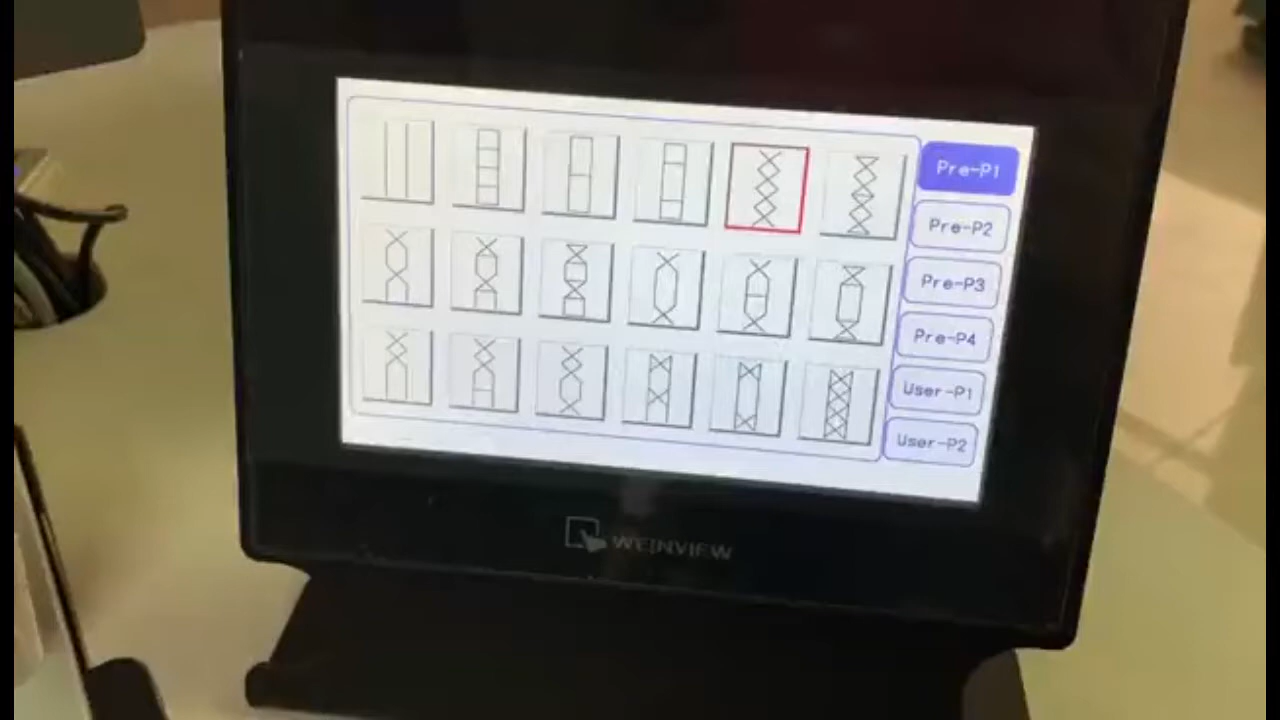 Pre-P1
Pre-P2
Pre-P3
Pre-P4
User-P1
User-P2
WEINVIEW